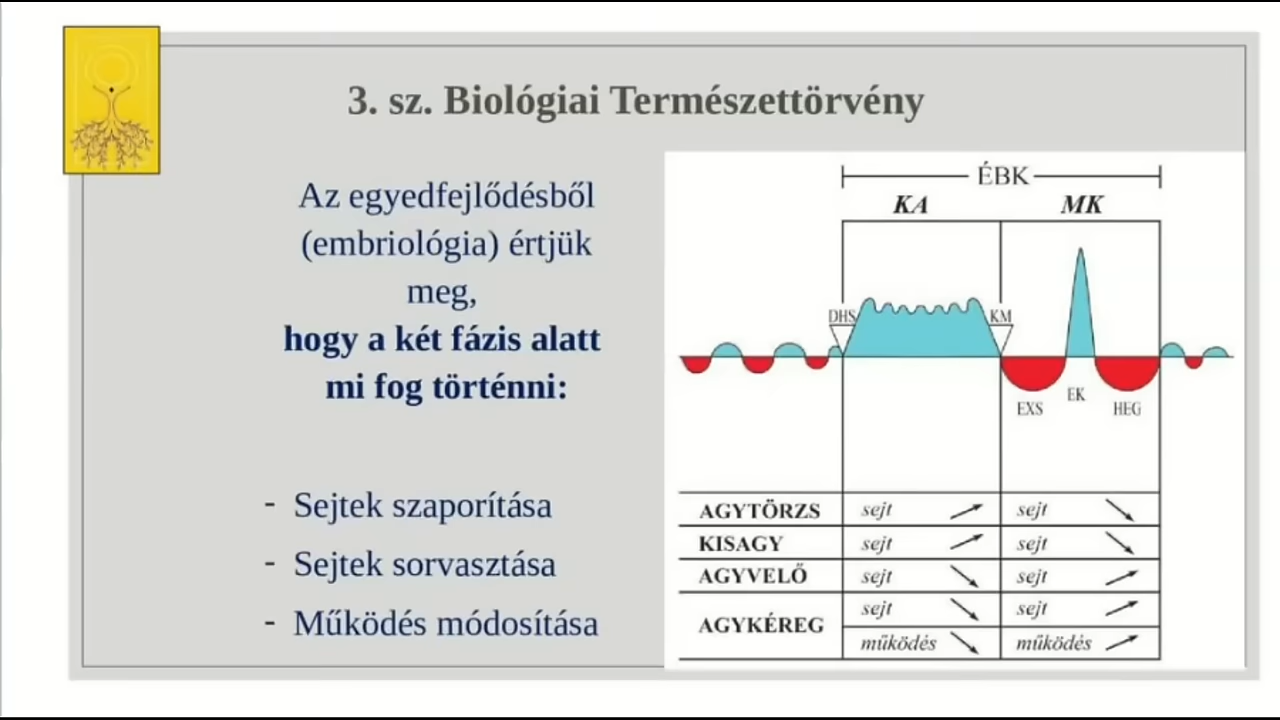 3. sz. Biológiai Természettörvény
Az egyedfejlődésből
(embriológia) értjük
meg,
hogy a két fázis alatt
mi fog történni:
- Sejtek szaporítása
- Sejtek sorvasztása
- Működés módosítása
ÉBK
KA MK
DHS KM
EXS EK HEG
AGYTÖRZS sejt sejt
KISAGY sejt sejt
AGYVELŐ sejt sejt
AGYKÉREG sejt sejt
működés működés